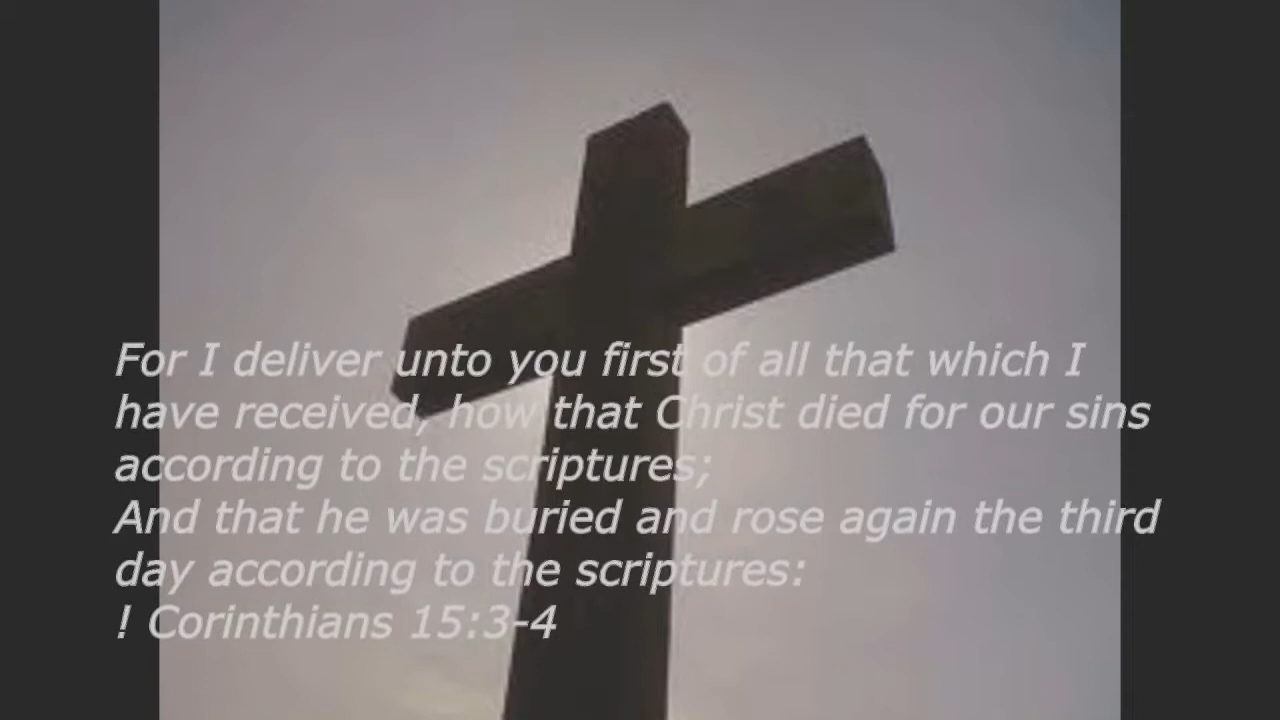 For I deliver unto you first of all that which I
have received, how that Christ died for our sins
according to the scriptures;
And that he was buried and rose again the third
day according to the scriptures:
! Corinthians 15:3-4